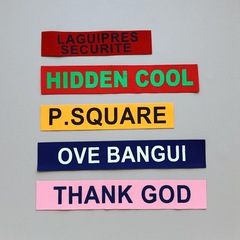 LAGUIPRES
SECURITE
HIDDEN COOL
P.SQUARE
OVE BANGUI
THANK GOD